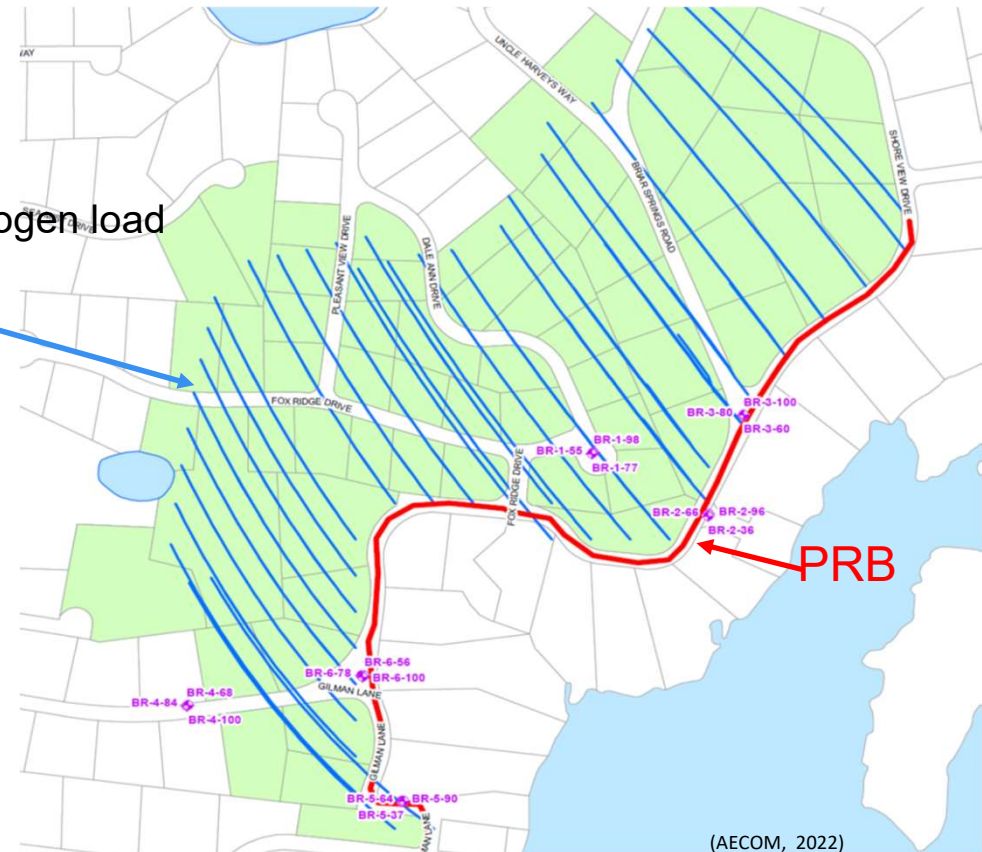 UNCLE HARVEYS WAY
SHORE VIEW DRIVE
BRIAR SPRINGS ROAD
ogen load
DRIVE
PLEASANT VIEW DRIVE
DALE ANN DRIVE
FOX RIDGE DRIVE
BR-3-100
BR-3-80
BR-3-60
BR-1-98
BR-1-55
BR-1-77
FOX RIDGE DRIVE
BR-2-66
BR-2-96
BR-2-36
PRB
BR-6-56
BR-6-78
BR-6-100
GILMAN LANE
BR-4-68
BR-4-84
BR-4-100
GILMAN LANE
BR-5-64
BR-5-90
BR-5-37
MAN LANE
(AECOM, 2022)